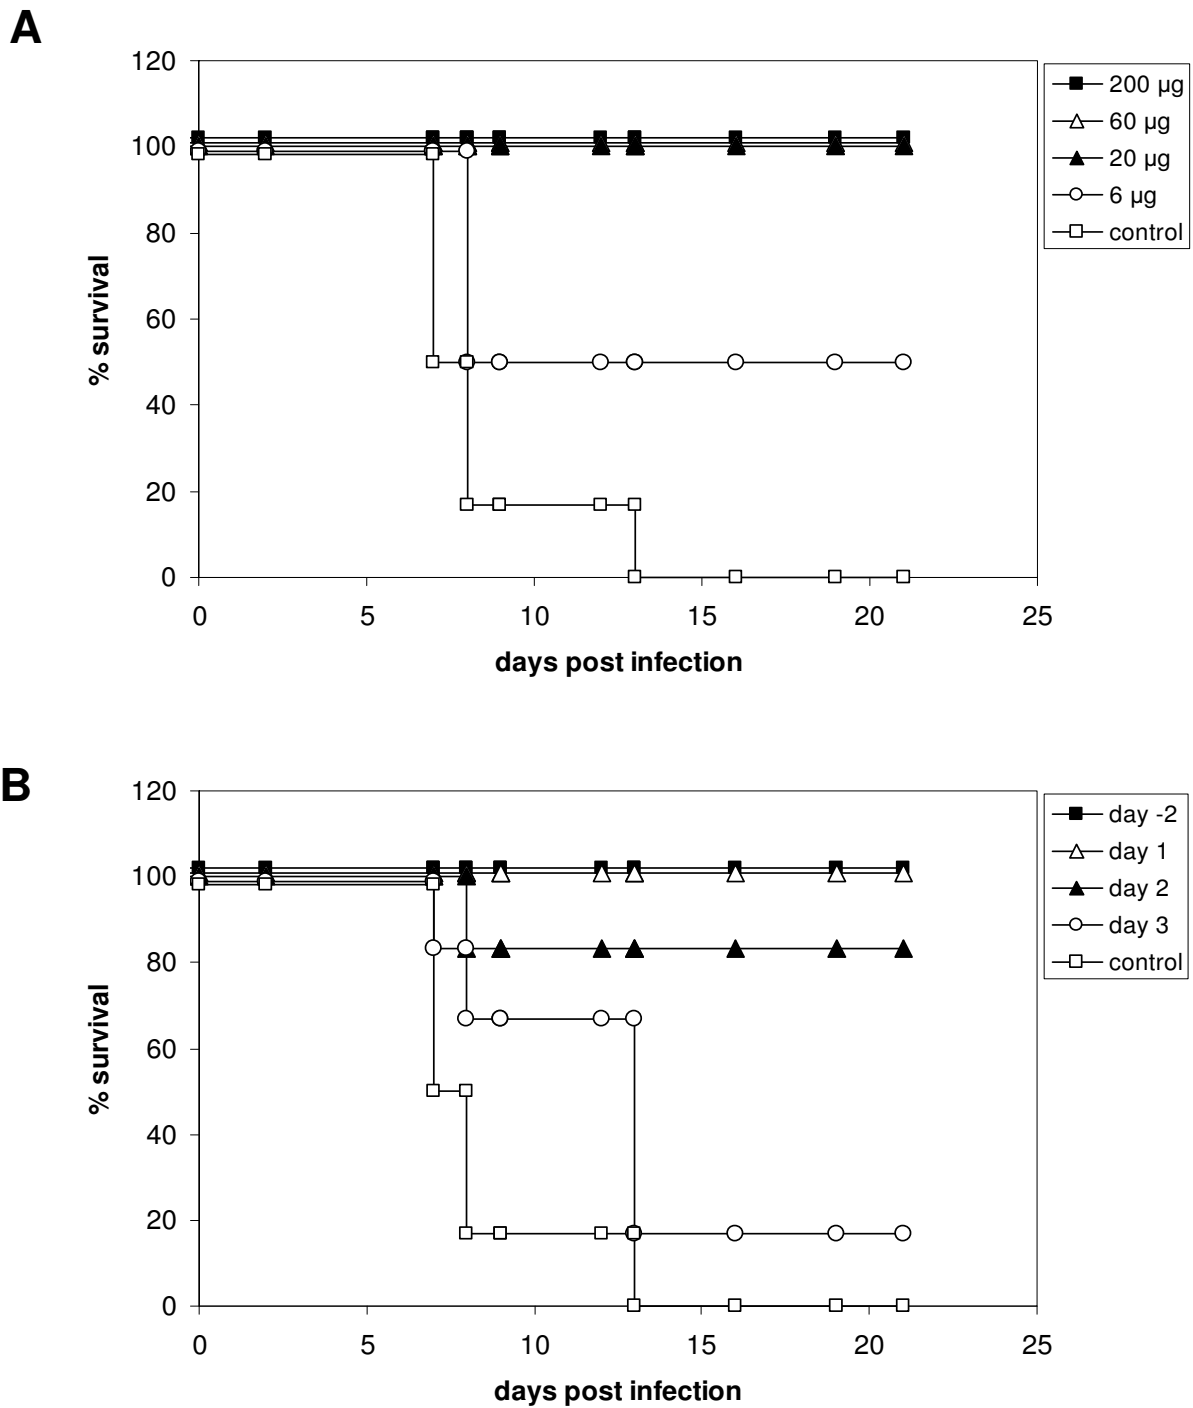 A
120
100
80
60
40
20
0
% survival
0 5 10 15 20 25
days post infection
200 µg
60 µg
20 µg
6 µg
control
B
120
100
80
60
40
20
0
% survival
0 5 10 15 20 25
days post infection
day -2
day 1
day 2
day 3
control